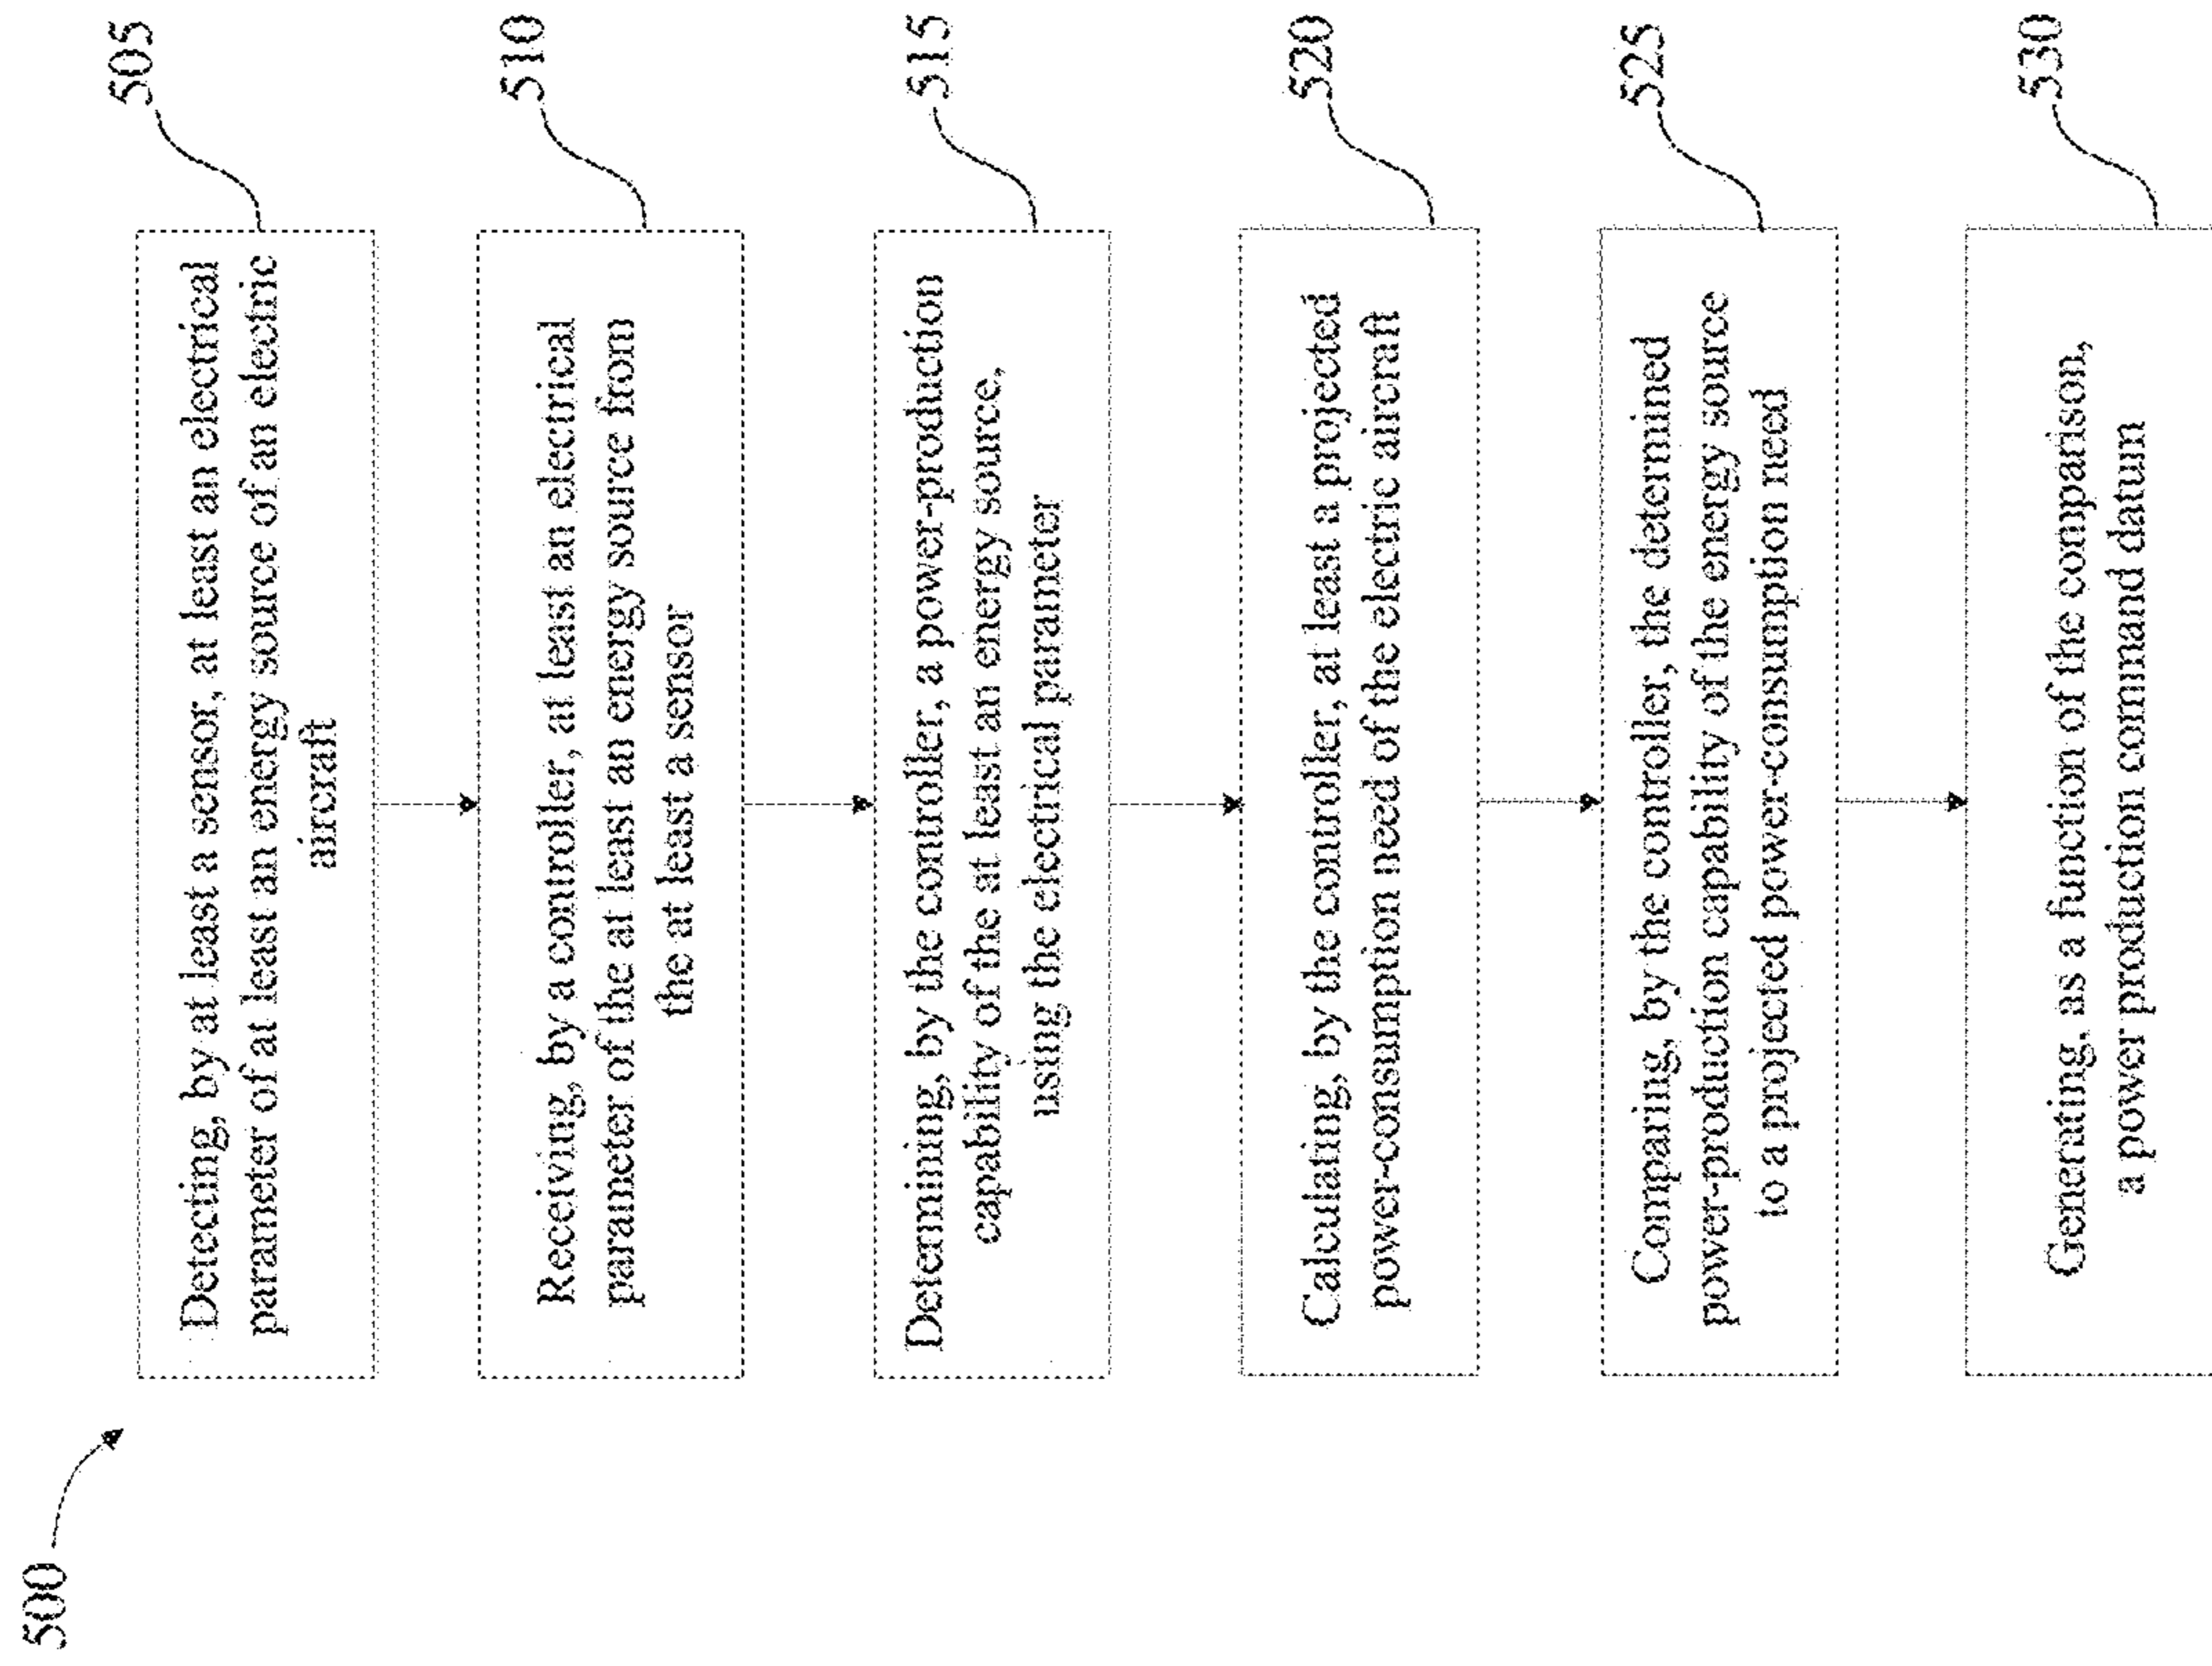 500
Detecting, by at least a sensor, at least an electrical
parameter of at least an energy source of an electric
aircraft
505
Receiving, by a controller, at least an electrical
parameter of the at least an energy source from
the at least a sensor
510
Determining, by the controller, a power-production
capability of the at least an energy source,
using the electrical parameter
515
Calculating, by the controller, at least a projected
power-consumption need of the electric aircraft
520
Comparing, by the controller, the determined
power-production capability of the energy source
to a projected power-consumption need
525
Generating, as a function of the comparison,
a power production command datum
530